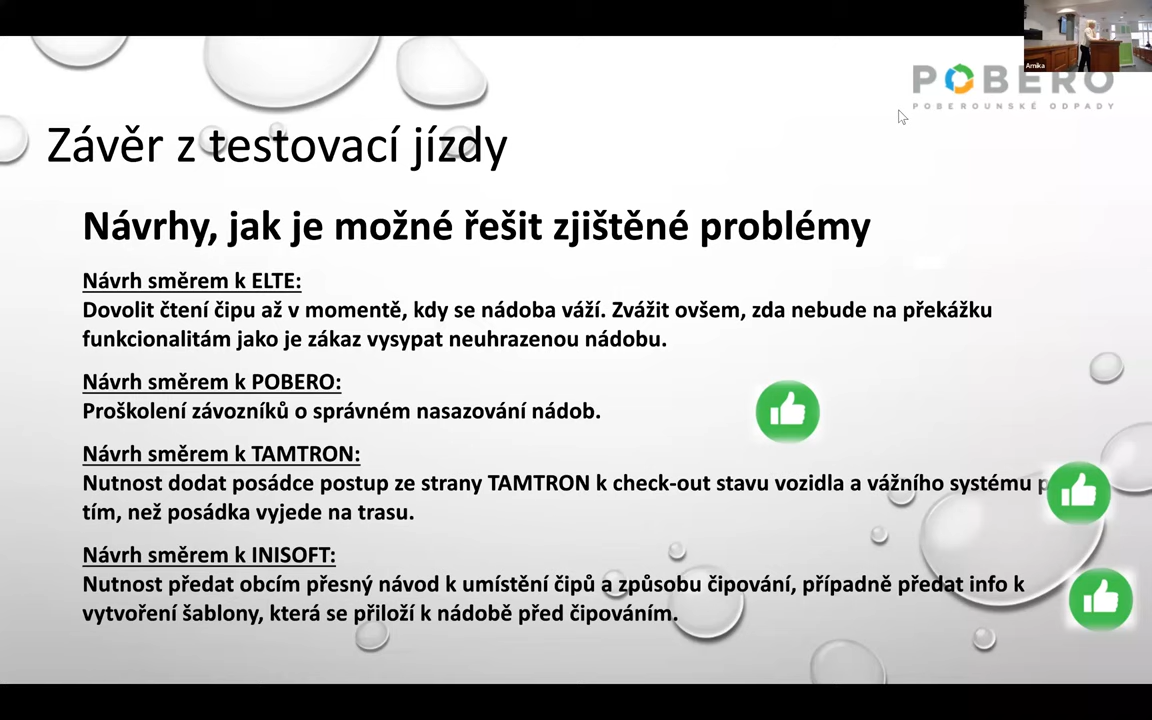 Arnika
POBERO
POBEROUNSKÉ ODPADY
Závěr z testovací jízdy
Návrhy, jak je možné řešit zjištěné problémy
Návrh směrem k ELTE:
Dovolit čtení čipu až v momentě, kdy se nádoba váží. Zvážit ovšem, zda nebude na překážku
funkcionalitám jako je zákaz vysypat neuhrazenou nádobu.
Návrh směrem k POBERO:
Proškolení závozníků o správném nasazování nádob.
Návrh směrem k TAMTRON:
Nutnost dodat posádce postup ze strany TAMTRON k check-out stavu vozidla a vážního systému
tím, než posádka vyjede na trasu.
Návrh směrem k INISOFT:
Nutnost předat obcím přesný návod k umístění čipů a způsobu čipování, případně předat info k
vytvoření šablony, která se přiloží k nádobě před čipováním.